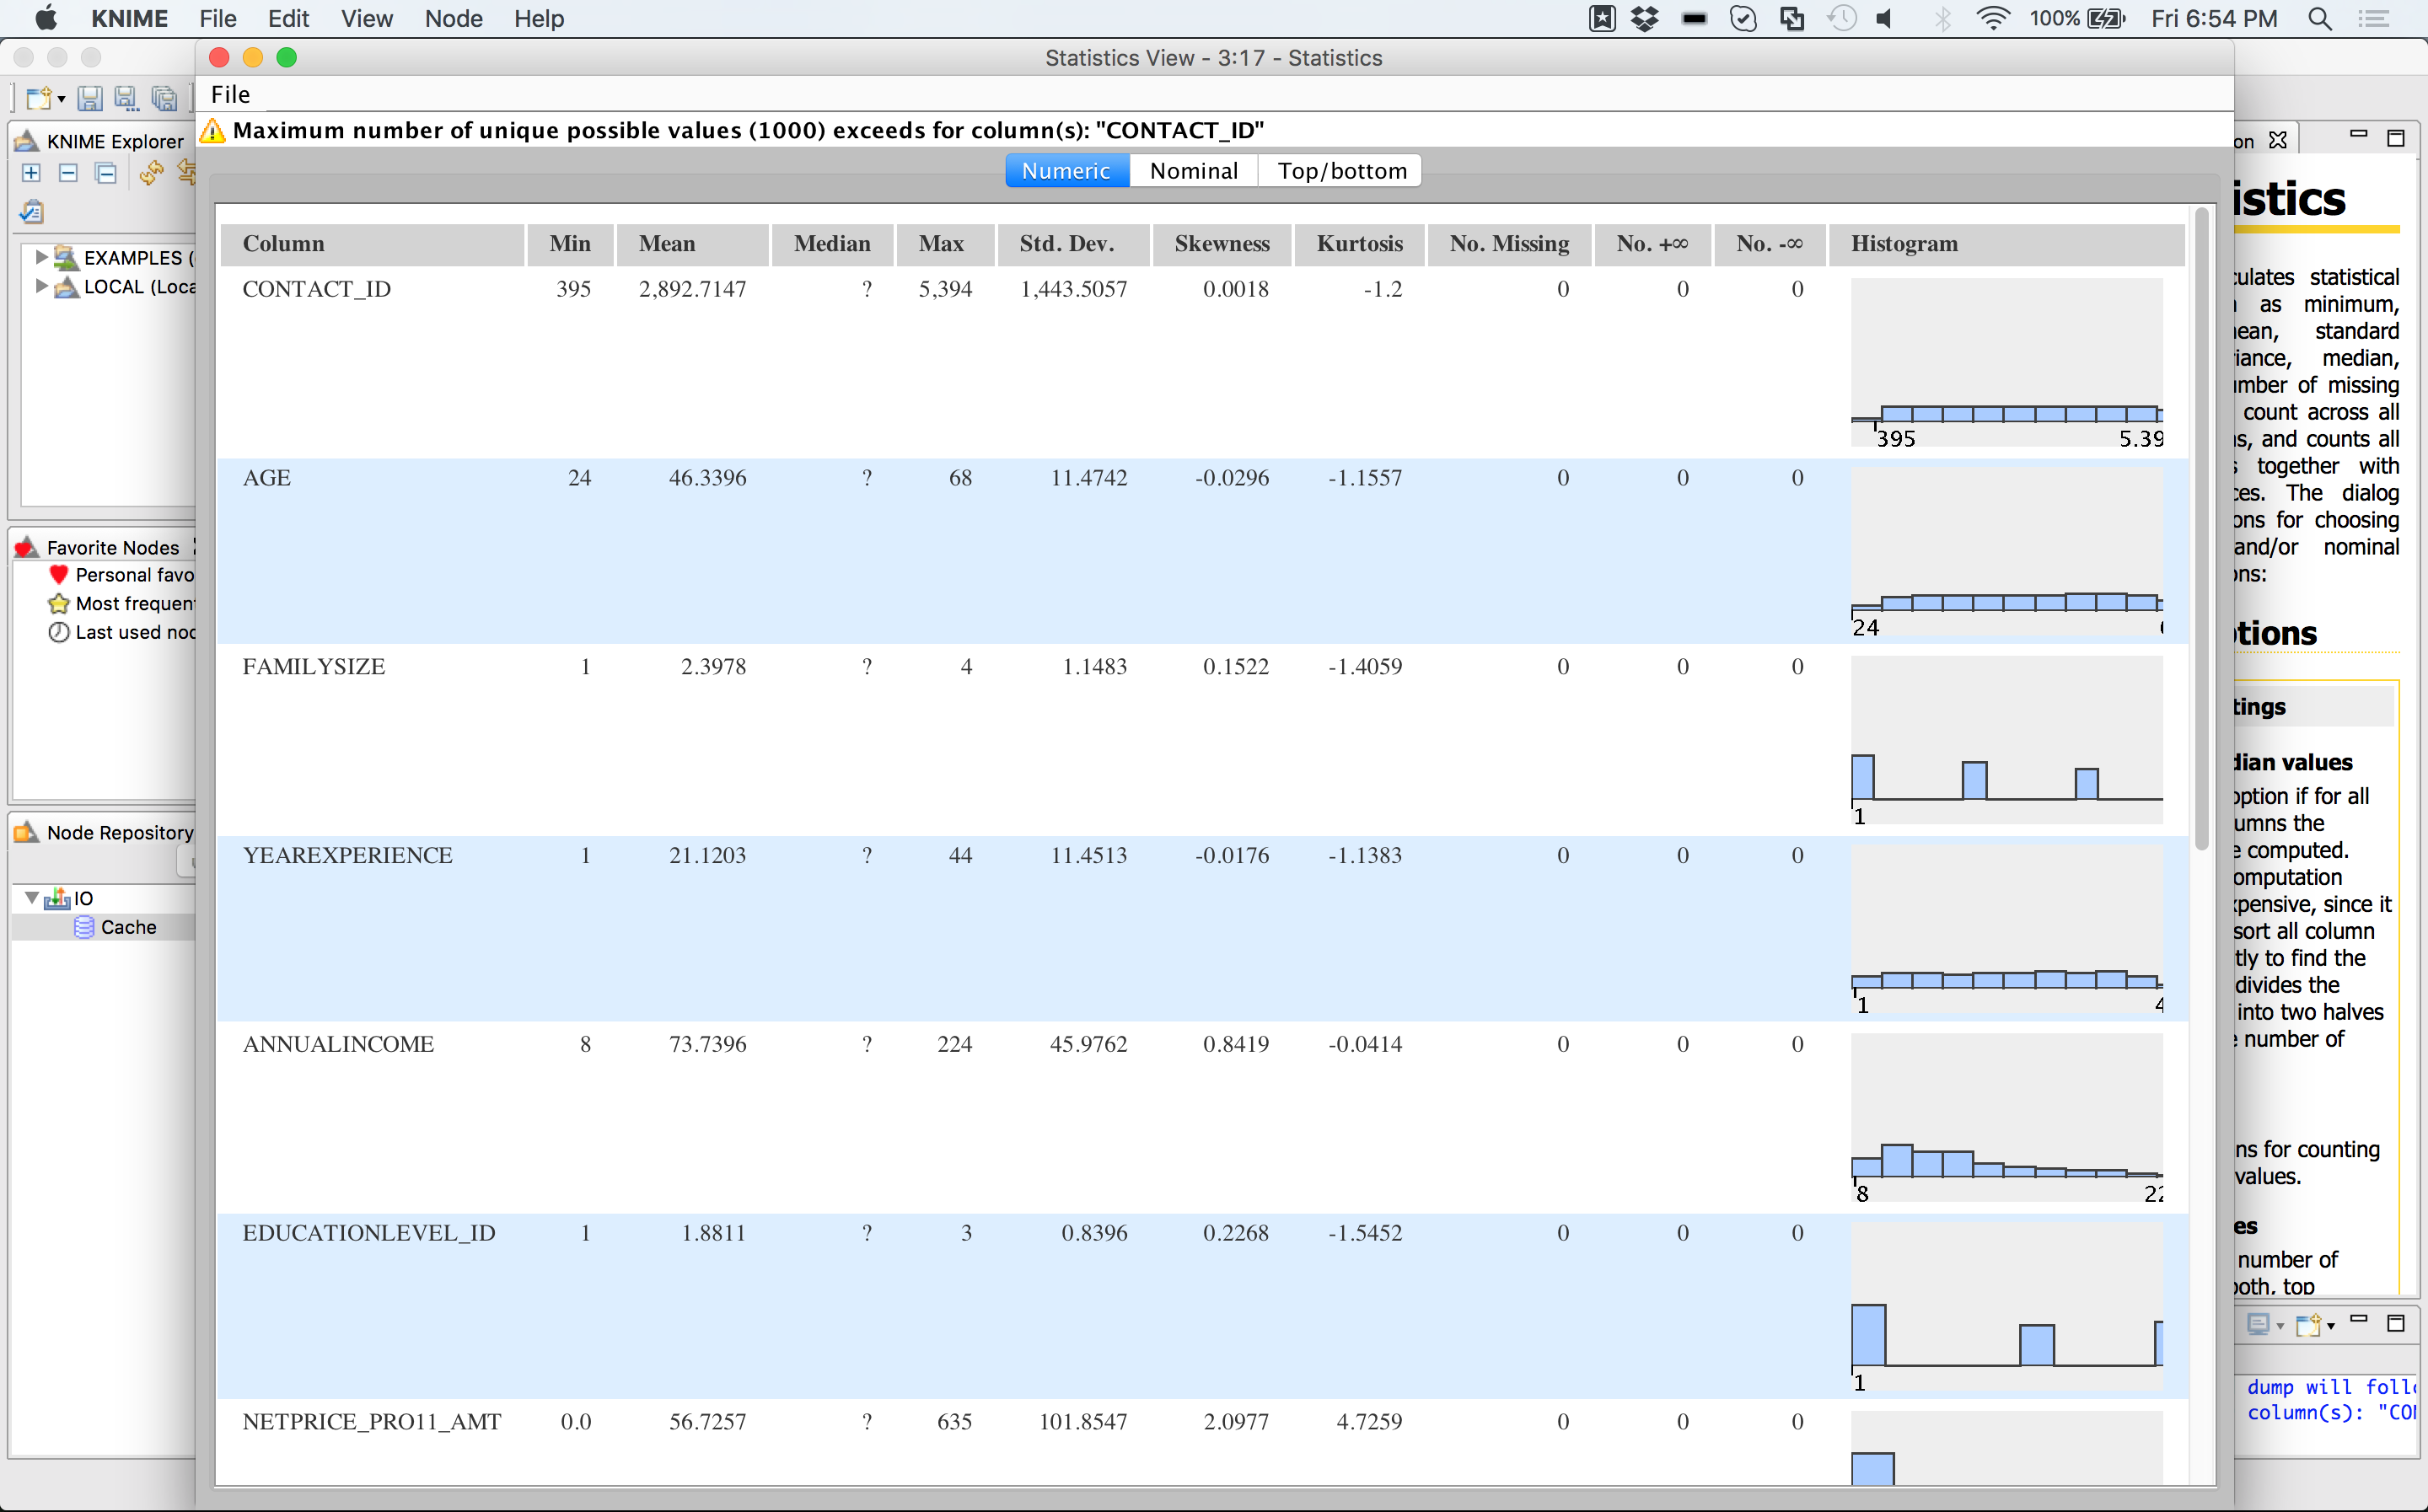 KNIME File Edit View Node Help 100% Fri 6:54 PM
Statistics View - 3:17 - Statistics
File
Maximum number of unique possible values (1000) exceeds for column(s): "CONTACT_ID"
Numeric Nominal Top/bottom
Column Min Mean Median Max Std. Dev. Skewness Kurtosis No. Missing No. +∞ No. -∞ Histogram
CONTACT_ID 395 2,892.7147 ? 5,394 1,443.5057 0.0018 -1.2 0 0 0
395 5.39
AGE 24 46.3396 ? 68 11.4742 -0.0296 -1.1557 0 0 0
24
FAMILYSIZE 1 2.3978 ? 4 1.1483 0.1522 -1.4059 0 0 0
1
YEAREXPERIENCE 1 21.1203 ? 44 11.4513 -0.0176 -1.1383 0 0 0
1 4
ANNUALINCOME 8 73.7396 ? 224 45.9762 0.8419 -0.0414 0 0 0
8 22
EDUCATIONLEVEL_ID 1 1.8811 ? 3 0.8396 0.2268 -1.5452 0 0 0
1
NETPRICE_PRO11_AMT 0.0 56.7257 ? 635 101.8547 2.0977 4.7259 0 0 0
KNIME Explorer
EXAMPLES (
LOCAL (Loca
Favorite Nodes
Personal favo
Most frequen
Last used no
Node Repository
IO
Cache
on
istics
culates statistical
as minimum,
ean, standard
iance, median,
mber of missing
count across all
s, and counts all
together with
ces. The dialog
ons for choosing
and/or nominal
ons:
tions
tings
dian values
option if for all
umns the
e computed.
omputation
xpensive, since it
sort all column
tly to find the
divides the
into two halves
number of
ns for counting
values.
es
number of
both, top
dump will foll
column(s): "CO